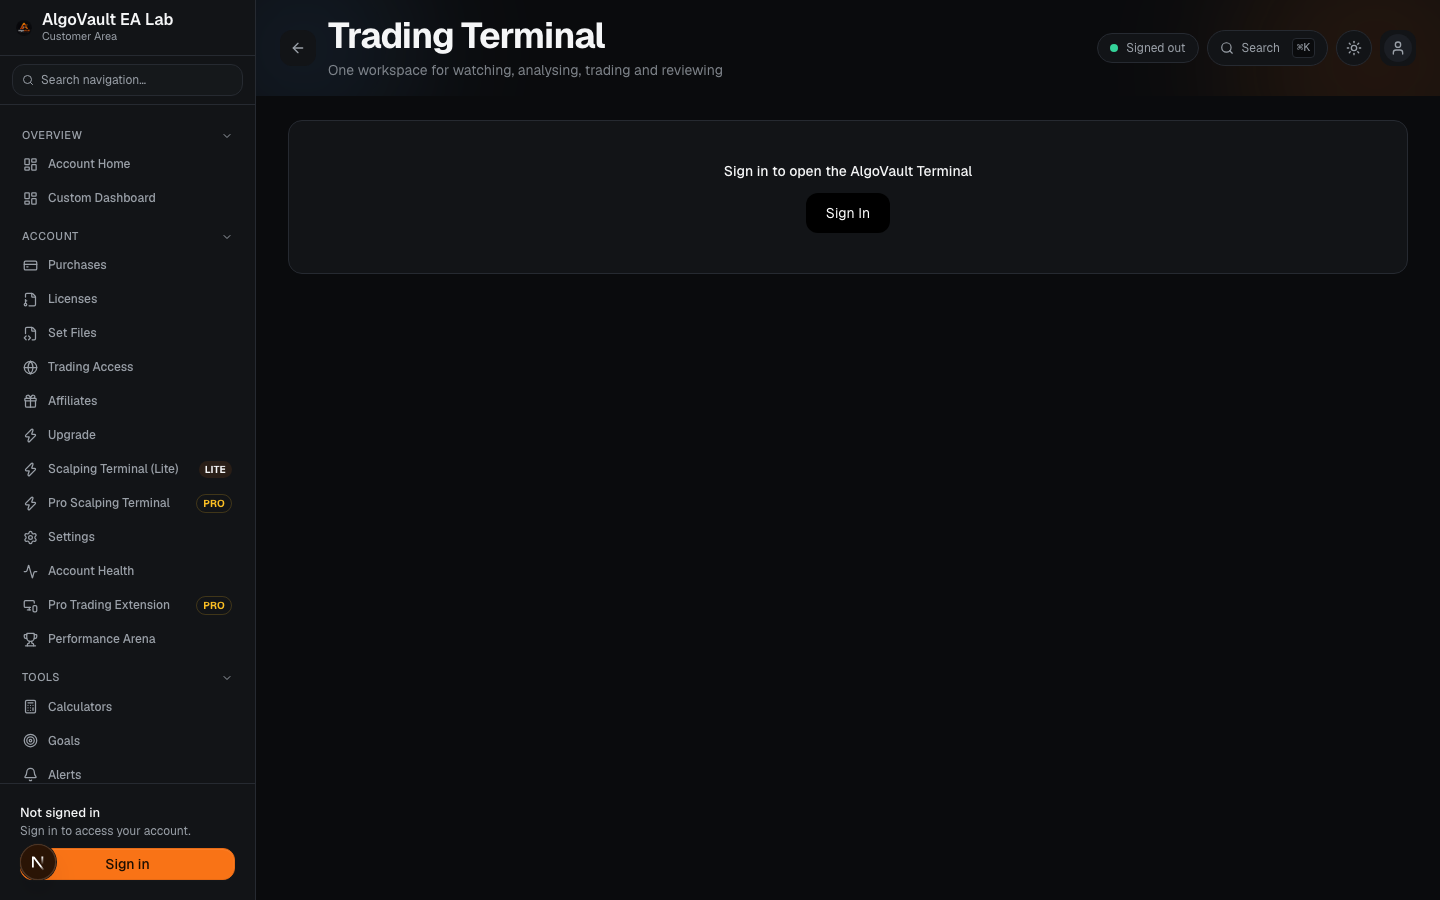 AlgoVault EA Lab
Customer Area
Search navigation...
OVERVIEW
Account Home
Custom Dashboard
ACCOUNT
Purchases
Licenses
Set Files
Trading Access
Affiliates
Upgrade
Scalping Terminal (Lite) LITE
Pro Scalping Terminal PRO
Settings
Account Health
Pro Trading Extension PRO
Performance Arena
TOOLS
Calculators
Goals
Alerts
Not signed in
Sign in to access your account.
N Sign in
Trading Terminal
One workspace for watching, analysing, trading and reviewing
Signed out
Search ⌘K
Sign in to open the AlgoVault Terminal
Sign In